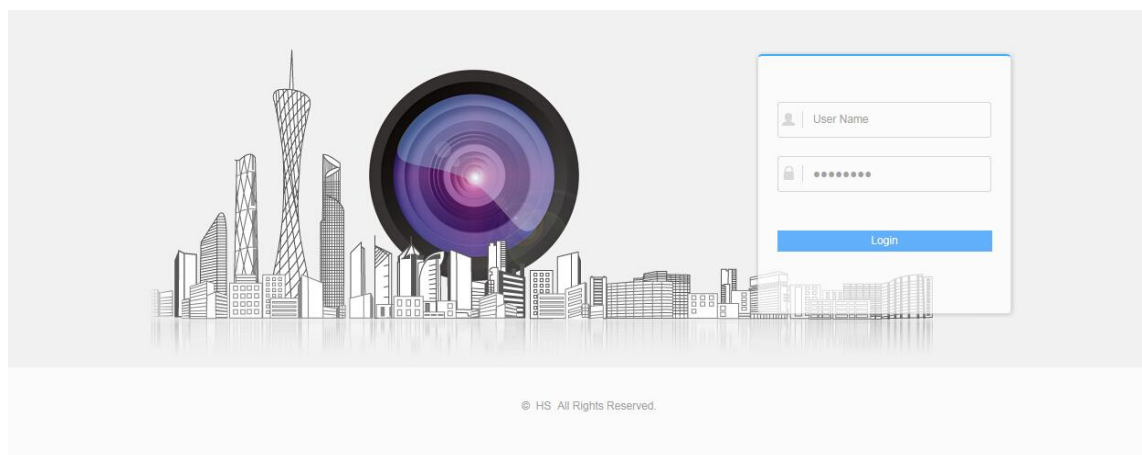 User Name
••••••••
Login
© HS All Rights Reserved.